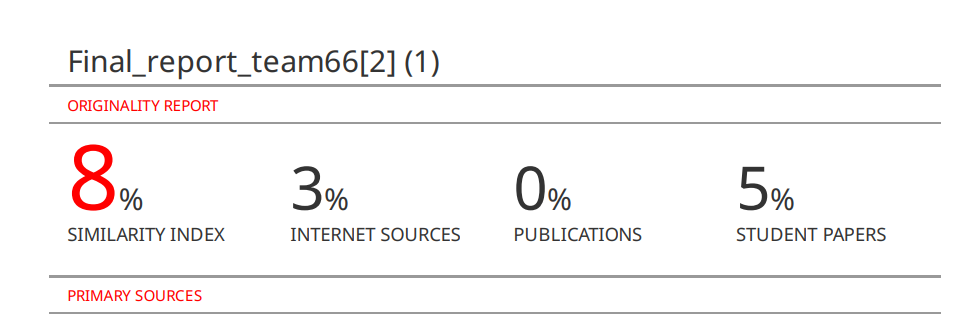 Final_report_team66[2] (1)
ORIGINALITY REPORT
8% 3% 0% 5%
SIMILARITY INDEX INTERNET SOURCES PUBLICATIONS STUDENT PAPERS
PRIMARY SOURCES